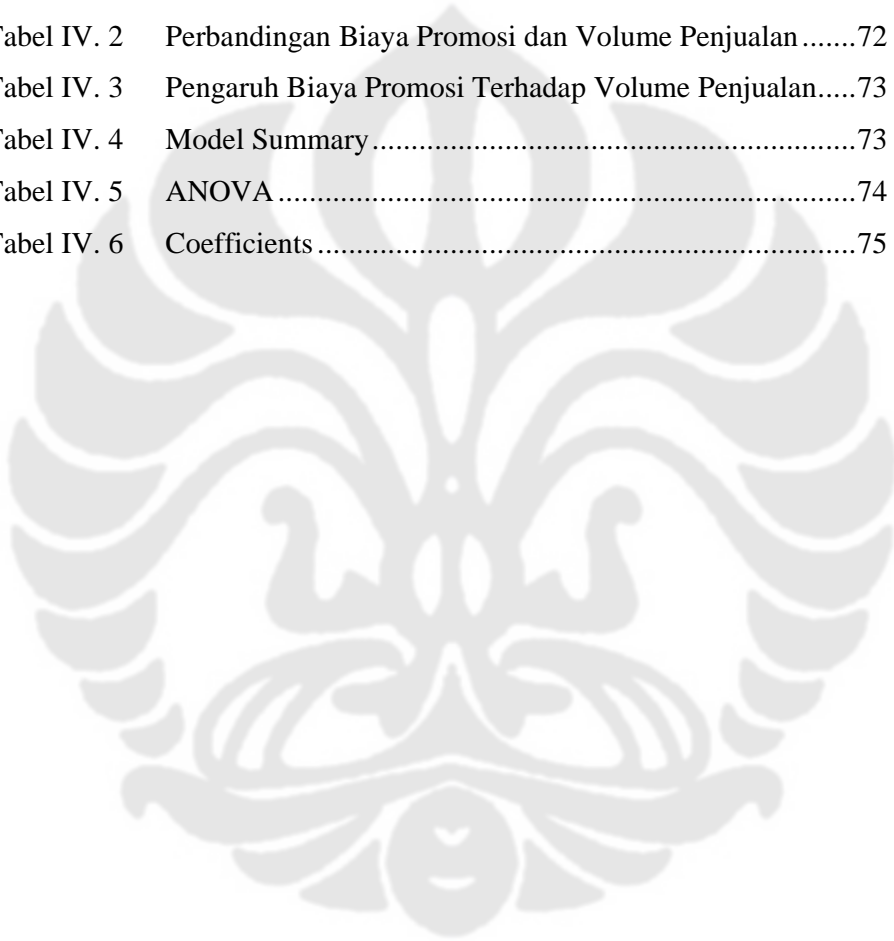 Tabel IV. 2 Perbandingan Biaya Promosi dan Volume Penjualan.......72
Tabel IV. 3 Pengaruh Biaya Promosi Terhadap Volume Penjualan.....73
Tabel IV. 4 Model Summary................................................................73
Tabel IV. 5 ANOVA............................................................................74
Tabel IV. 6 Coefficients.......................................................................75